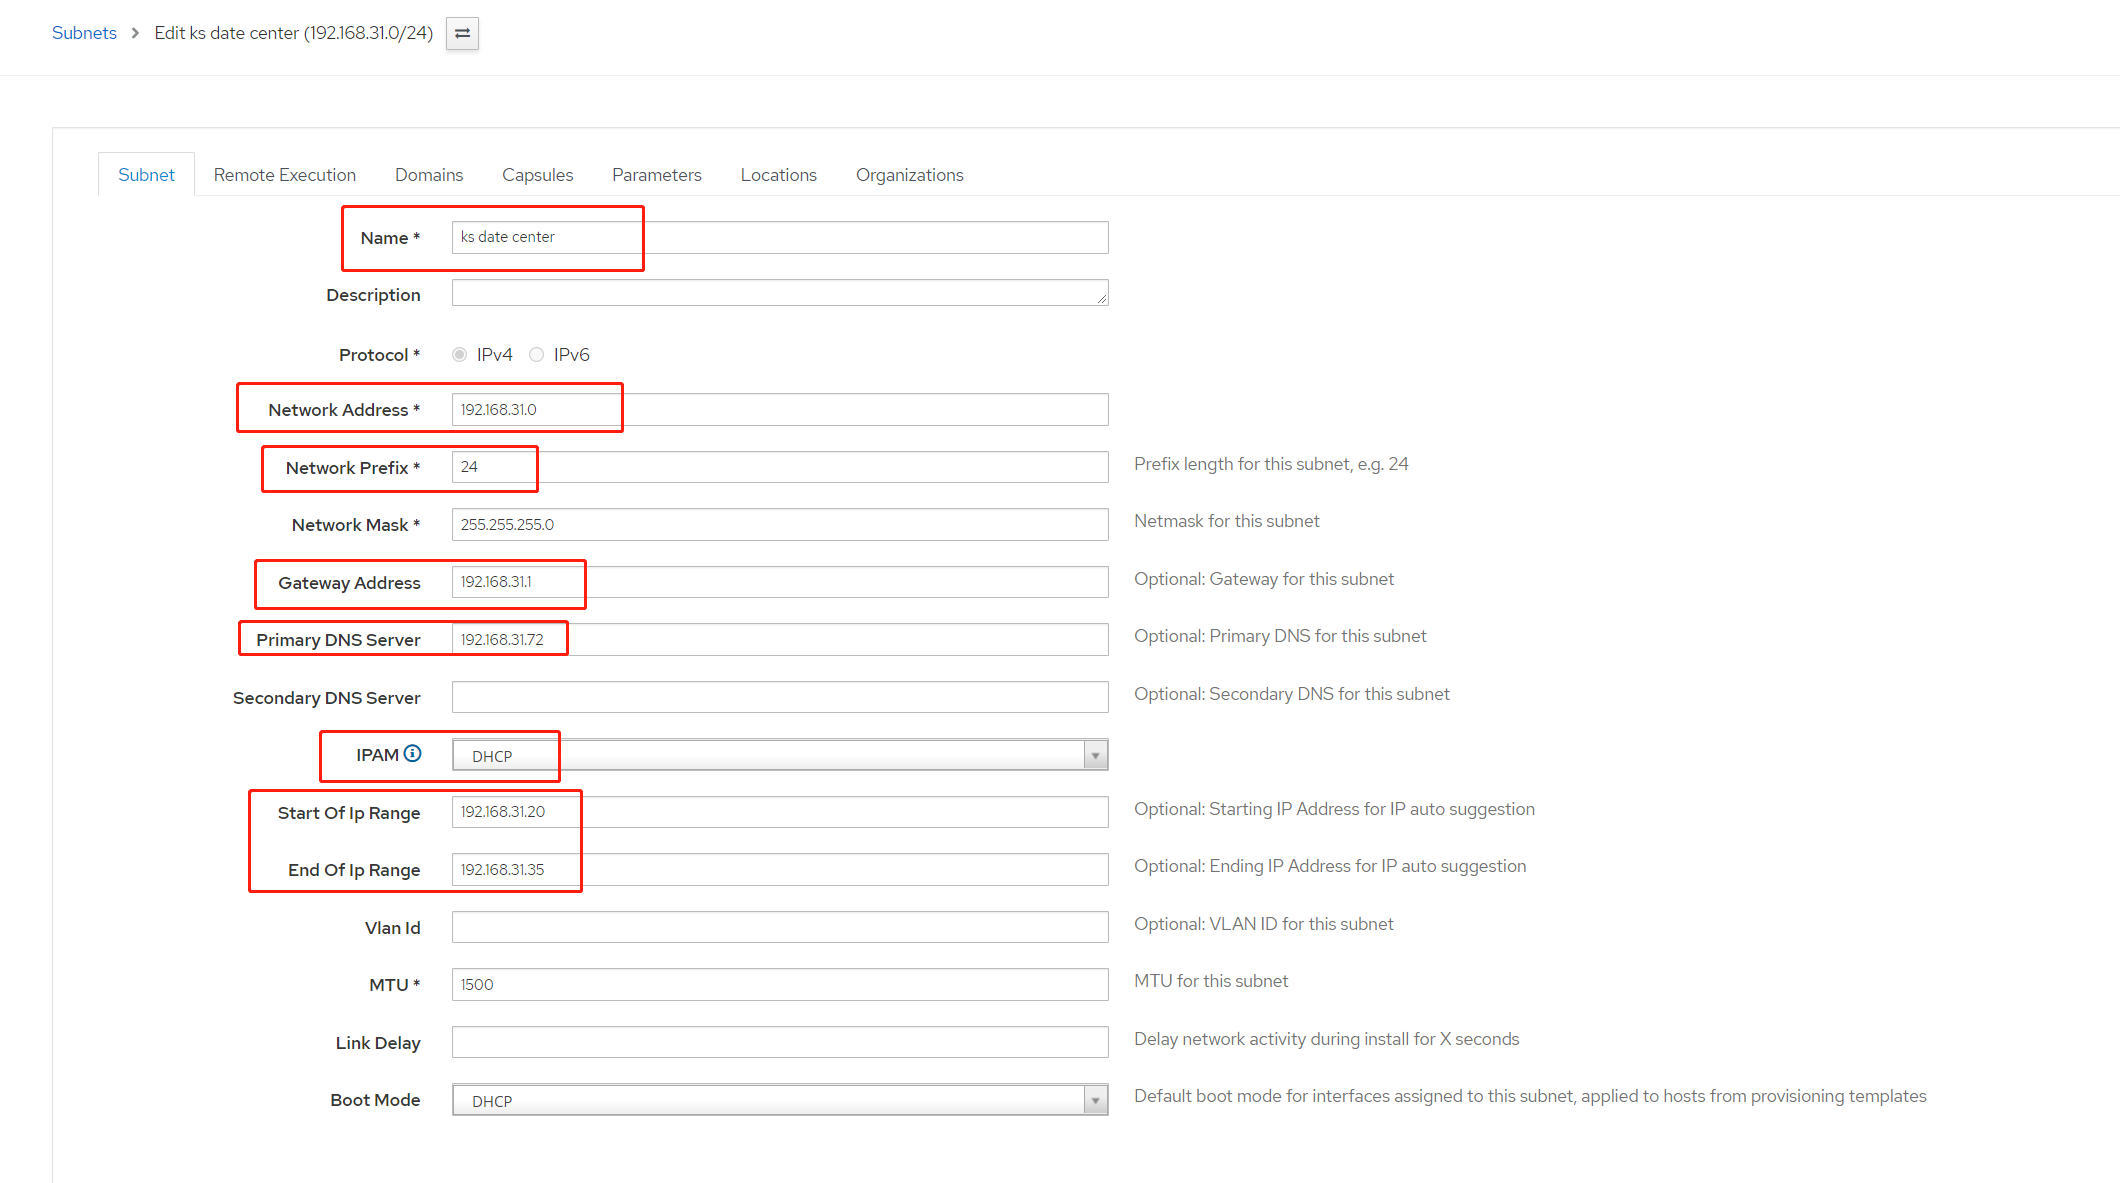 Subnets > Edit ks date center (192.168.31.0/24)
Subnet Remote Execution Domains Capsules Parameters Locations Organizations
Name * ks date center
Description
Protocol * IPv4 IPv6
Network Address * 192.168.31.0
Network Prefix * 24 Prefix length for this subnet, e.g. 24
Network Mask * 255.255.255.0 Netmask for this subnet
Gateway Address 192.168.31.1 Optional: Gateway for this subnet
Primary DNS Server 192.168.31.72 Optional: Primary DNS for this subnet
Secondary DNS Server Optional: Secondary DNS for this subnet
IPAM DHCP
Start Of Ip Range 192.168.31.20 Optional: Starting IP Address for IP auto suggestion
End Of Ip Range 192.168.31.35 Optional: Ending IP Address for IP auto suggestion
Vlan Id Optional: VLAN ID for this subnet
MTU * 1500 MTU for this subnet
Link Delay Delay network activity during install for X seconds
Boot Mode DHCP Default boot mode for interfaces assigned to this subnet, applied to hosts from provisioning templates